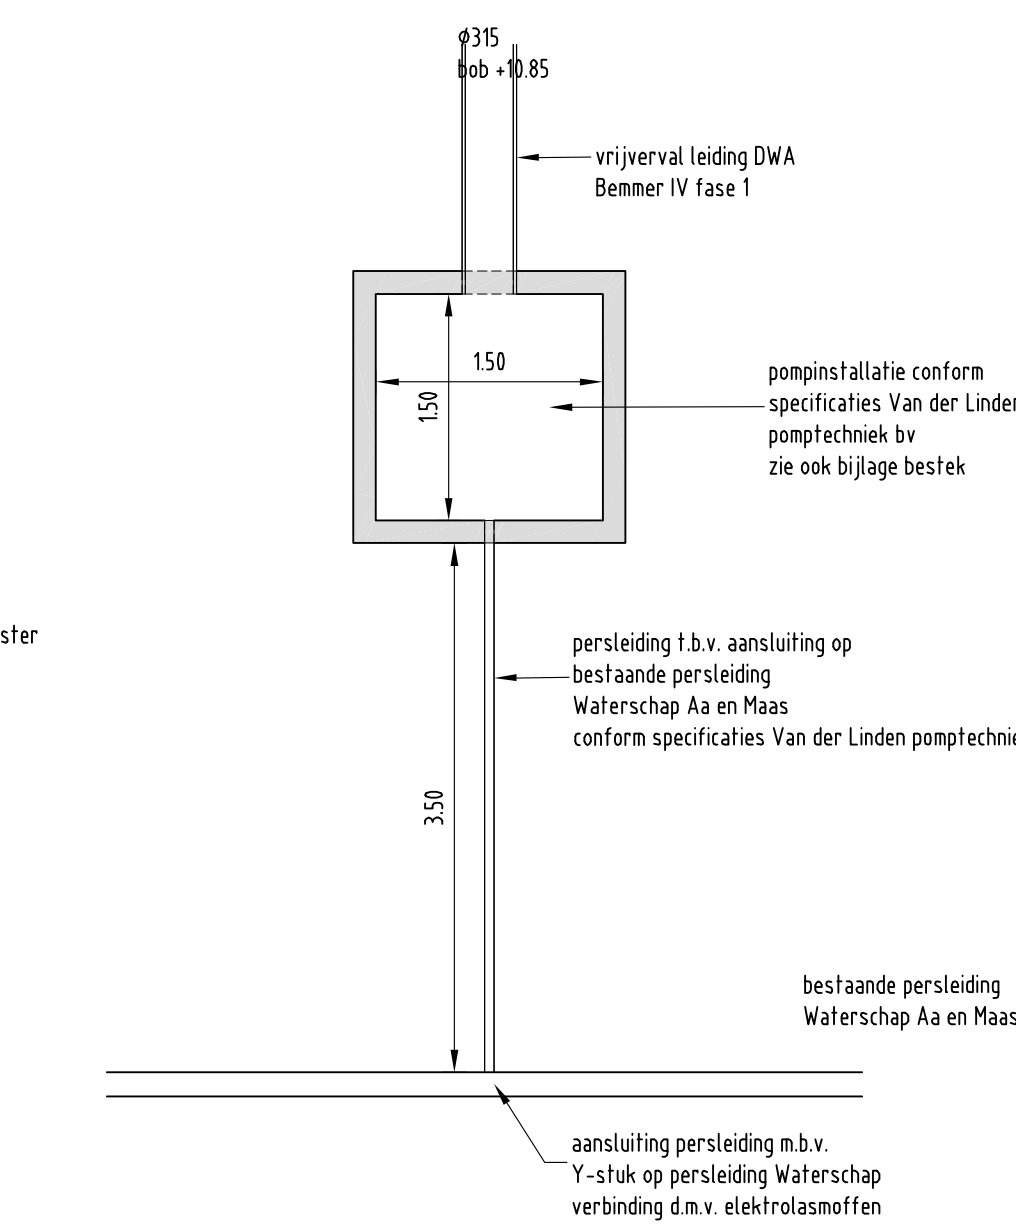 ø315
bob +10.85
vrijverval leiding DWA
Bemmer IV fase 1
1.50
1.50
pompinstallatie conform
specificaties Van der Linden
pomptechniek bv
zie ook bijlage bestek
ster
persleiding t.b.v. aansluiting op
bestaande persleiding
Waterschap Aa en Maas
conform specificaties Van der Linden pomptechnie
3.50
bestaande persleiding
Waterschap Aa en Maas
aansluiting persleiding m.b.v.
Y-stuk op persleiding Waterschap
verbinding d.m.v. elektrolasmoffen